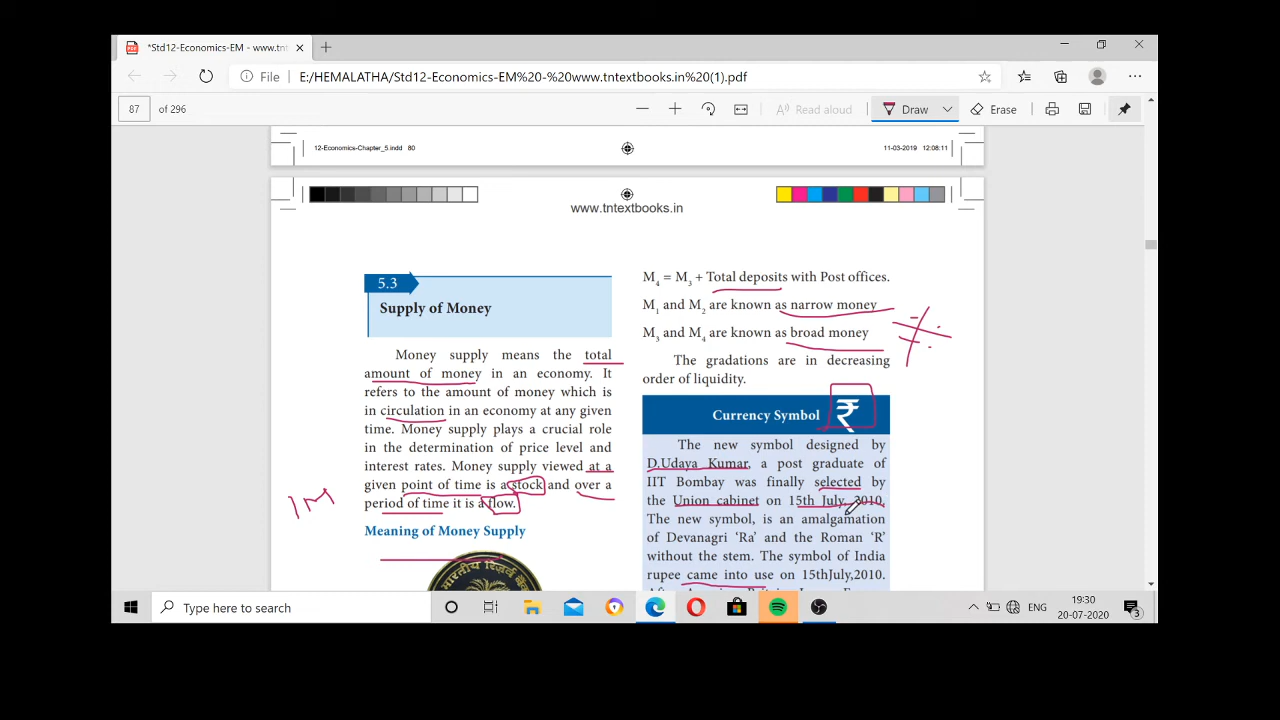 *Std12-Economics-EM - www.tnt
File
E:/HEMALATHA/Std12-Economics-EM%20-%20www.tntextbooks.in%20(1).pdf
87 of 296
Read aloud
Draw
Erase
12-Economics-Chapter_5.indd 80
11-03-2019 12:08:11
www.tntextbooks.in
5.3
Supply of Money
Money supply means the total
amount of money in an economy. It
refers to the amount of money which is
in circulation in an economy at any given
time. Money supply plays a crucial role
in the determination of price level and
interest rates. Money supply viewed at a
given point of time is a stock and over a
period of time it is a flow.
1M
Meaning of Money Supply
भारतीय रिज़र्व बैंक
M4 = M3 + Total deposits with Post offices.
M1 and M2 are known as narrow money
M3 and M4 are known as broad money
The gradations are in decreasing
order of liquidity.
Currency Symbol ₹
The new symbol designed by
D.Udaya Kumar, a post graduate of
IIT Bombay was finally selected by
the Union cabinet on 15th July, 2010.
The new symbol, is an amalgamation
of Devanagri ‘Ra’ and the Roman ‘R’
without the stem. The symbol of India
rupee came into use on 15thJuly,2010.
Type here to search
ENG
19:30
20-07-2020
3